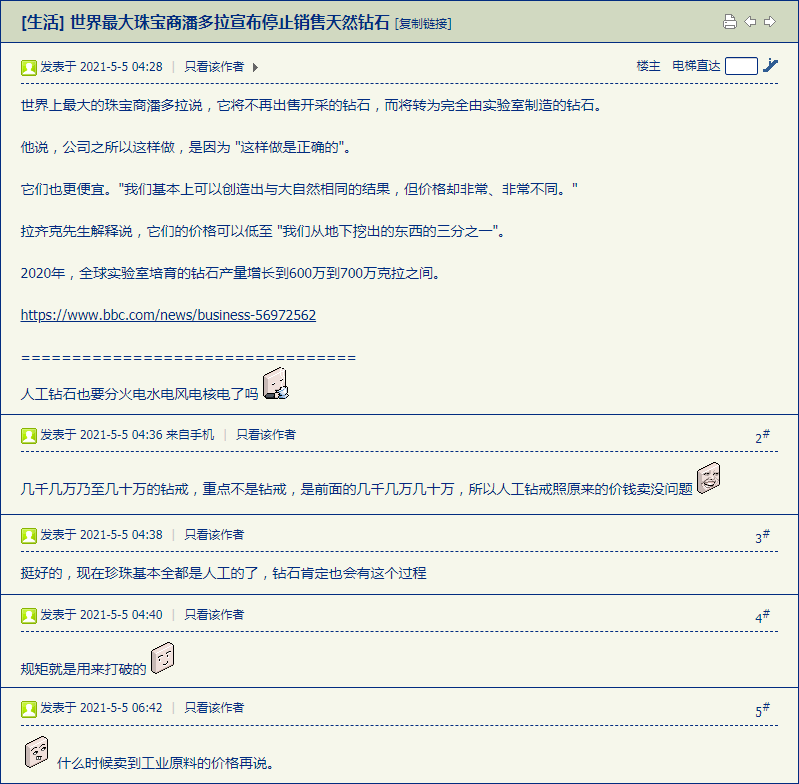 [生活] 世界最大珠宝商潘多拉宣布停止销售天然钻石 [复制链接]
发表于 2021-5-5 04:28 | 只看该作者 楼主 电梯直达
世界上最大的珠宝商潘多拉说，它将不再出售开采的钻石，而将转为完全由实验室制造的钻石。
他说，公司之所以这样做，是因为 "这样做是正确的"。
它们也更便宜。"我们基本上可以创造出与大自然相同的结果，但价格却非常、非常不同。"
拉齐克先生解释说，它们的价格可以低至 "我们从地下挖出的东西的三分之一"。
2020年，全球实验室培育的钻石产量增长到600万到700万克拉之间。
https://www.bbc.com/news/business-56972562
=================================
人工钻石也要分火电水电风电核电了吗
发表于 2021-5-5 04:36 来自手机 | 只看该作者 2#
几千几万乃至几十万的钻戒，重点不是钻戒，是前面的几千几万几十万，所以人工钻戒照原来的价钱卖没问题
发表于 2021-5-5 04:38 | 只看该作者 3#
挺好的，现在珍珠基本全都是人工的了，钻石肯定也会有这个过程
发表于 2021-5-5 04:40 | 只看该作者 4#
规矩就是用来打破的
发表于 2021-5-5 06:42 | 只看该作者 5#
什么时候卖到工业原料的价格再说。